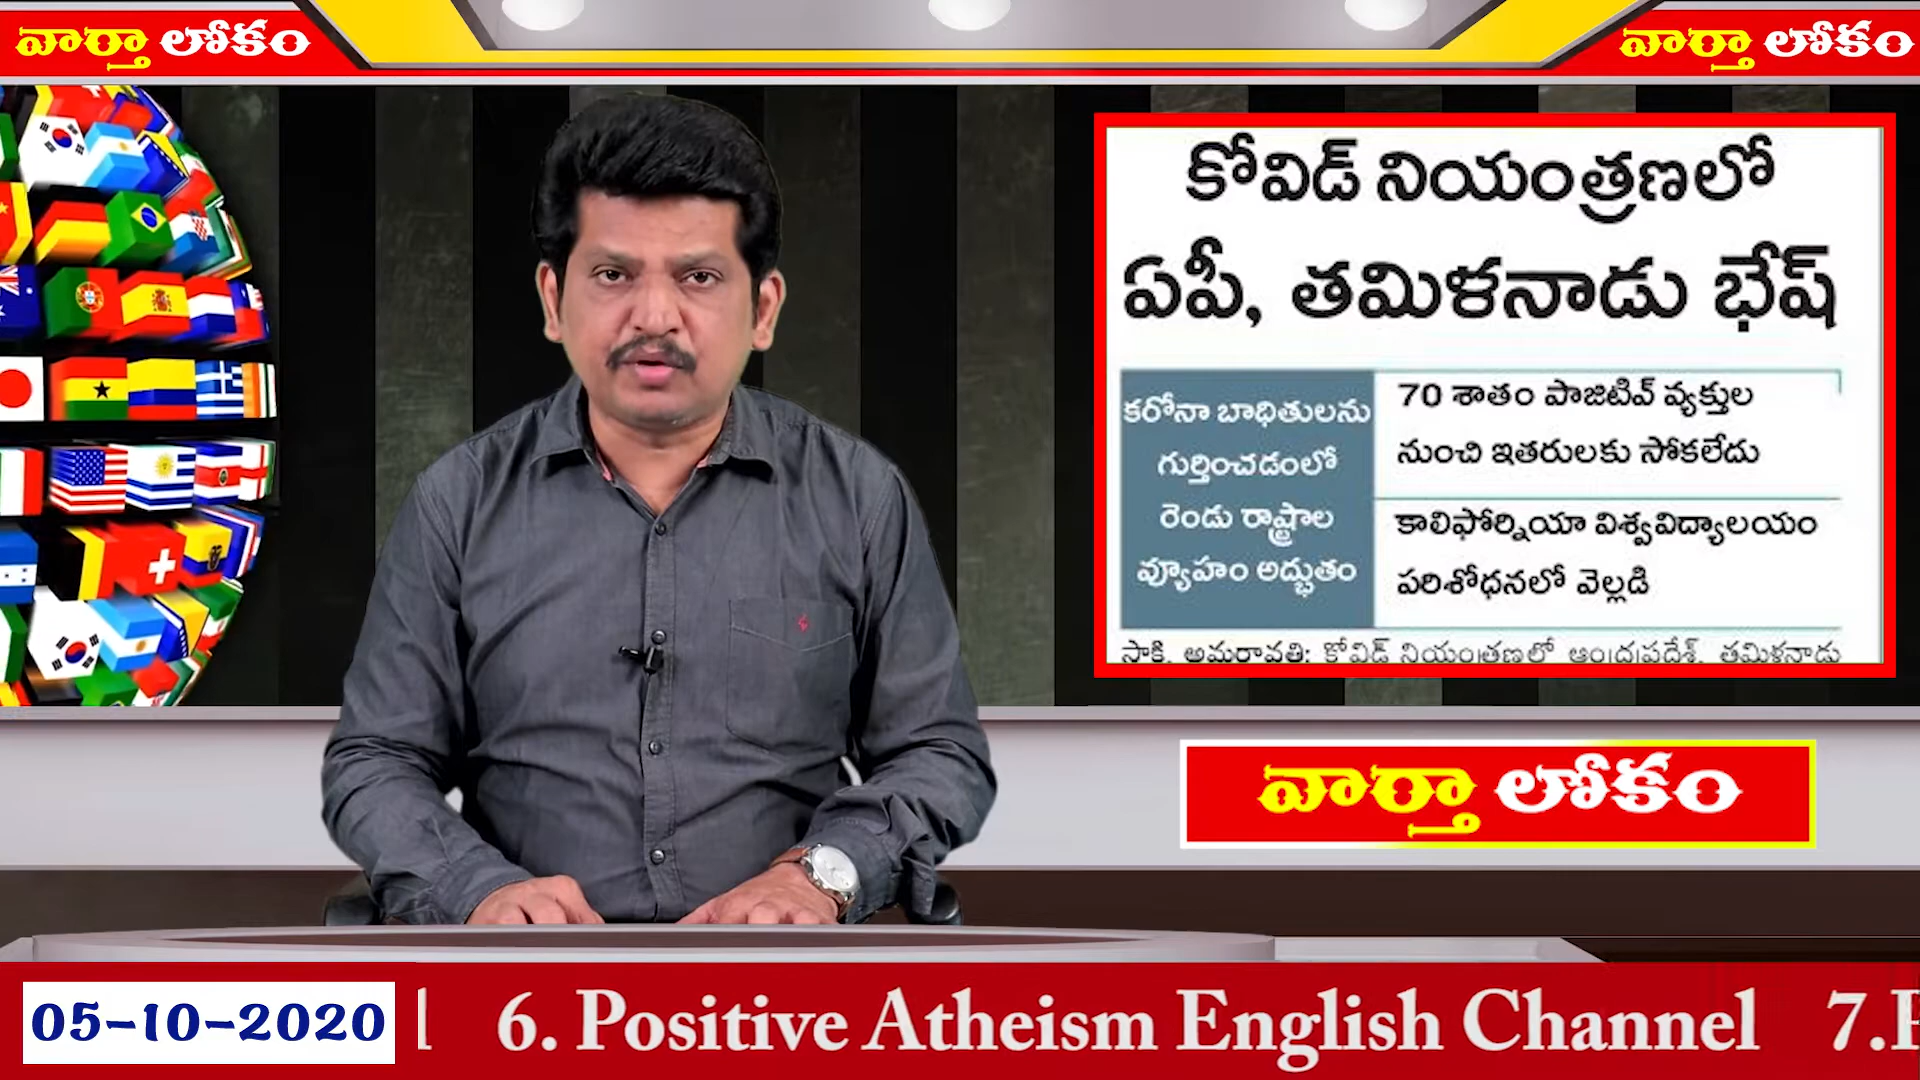 వార్తా లోకం
వార్తా లోకం
కోవిడ్ నియంత్రణలో
ఏపీ, తమిళనాడు భేష్
కరోనా బాధితులను
గుర్తించడంలో
రెండు రాష్ట్రాల
వ్యూహం అద్భుతం
70 శాతం పాజిటివ్ వ్యక్తుల
నుంచి ఇతరులకు సోకలేదు
కాలిఫోర్నియా విశ్వవిద్యాలయం
పరిశోధనలో వెల్లడి
సాక్షి, అమరావతి: కోవిడ్ నియంత్రణలో ఆంధ్రప్రదేశ్, తమిళనాడు
వార్తా లోకం
05-10-2020
6. Positive Atheism English Channel 7.